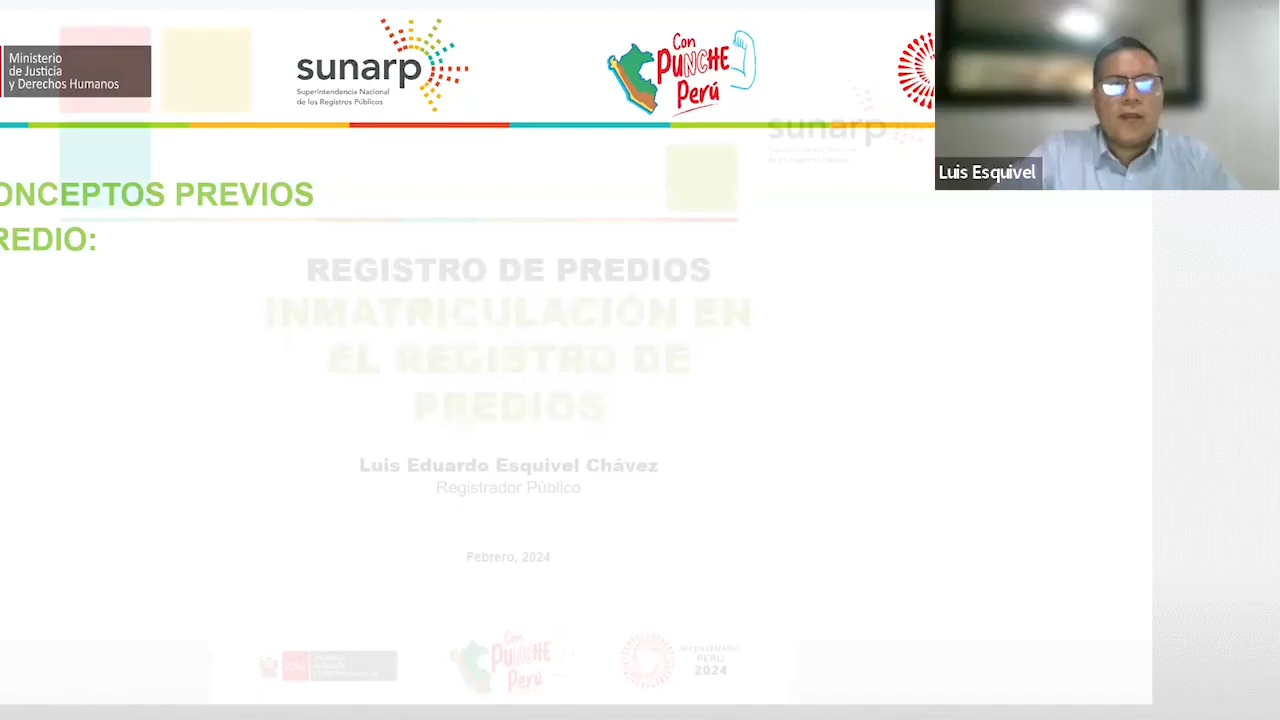 Ministerio
de Justicia
y Derechos Humanos
sunarp
Superintendencia Nacional
de los Registros Públicos
Con
PUNCHE
Perú
sunarp
Luis Esquivel
ONCEPTOS PREVIOS
REDIO:
REGISTRO DE PREDIOS
INMATRICULACIÓN EN
EL REGISTRO DE
PREDIOS
Luis Eduardo Esquivel Chávez
Registrador Público
Febrero, 2024
Con
PUNCHE
Perú
BICENTENARIO
PERÚ
2024